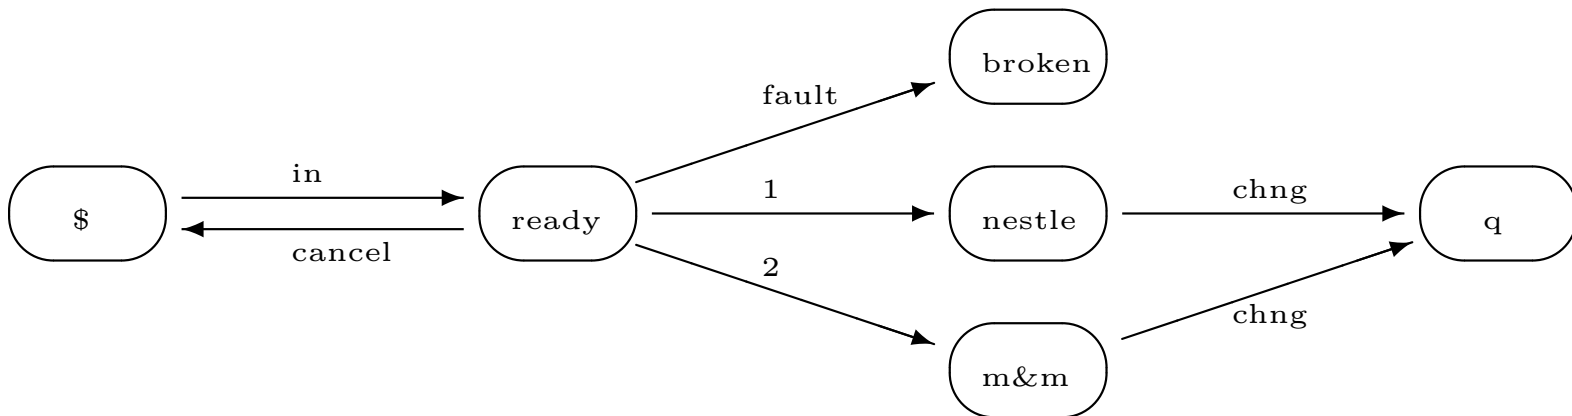 broken
fault
in
1
chng
$
ready
nestle
q
cancel
2
chng
m&m